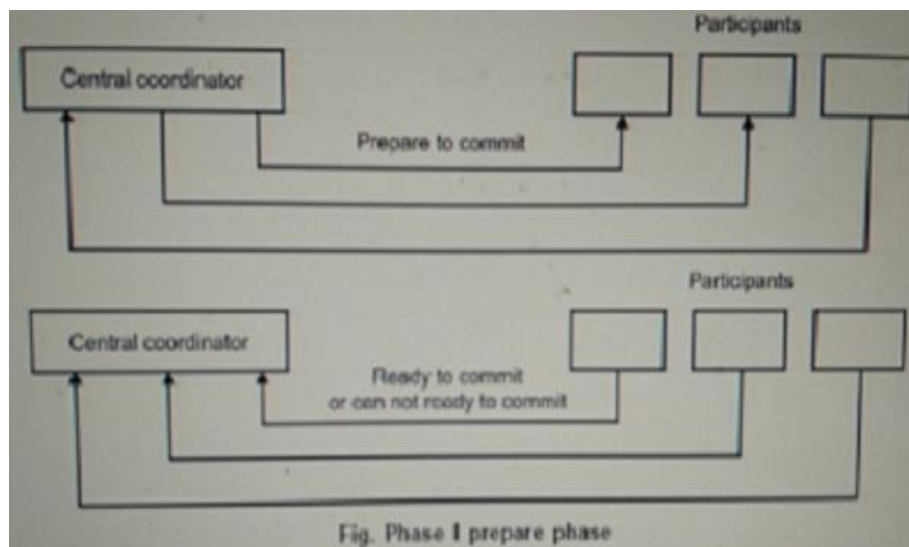 Participants
Central coordinator
Prepare to commit
Participants
Central coordinator
Ready to commit
or can not ready to commit
Fig. Phase I prepare phase